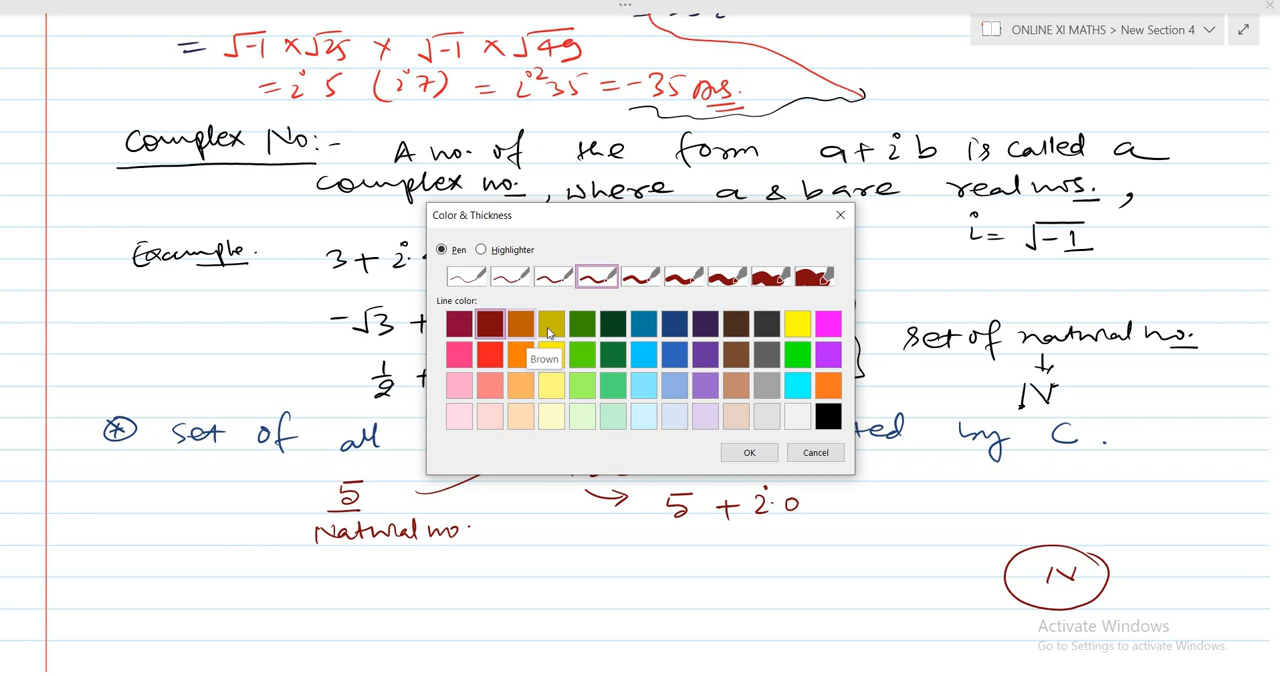 ONLINE XI MATHS > New Section 4
= √-1 × √25 × √-1 × √49
= i 5 (i 7) = i² 35 = -35 Ans.
Complex No:- A no. of the form a + i b is called a
complex no., where a & b are real nos.,
i = √-1
Color & Thickness
Pen Highlighter
Line color:
Brown
OK Cancel
Example. 3 + i.
-√3 +
1/2 +
set of natural no.
↓
N
⊛ set of all ted by C.
5 → 5 + i.0
Natural no.
N
Activate Windows
Go to Settings to activate Windows.